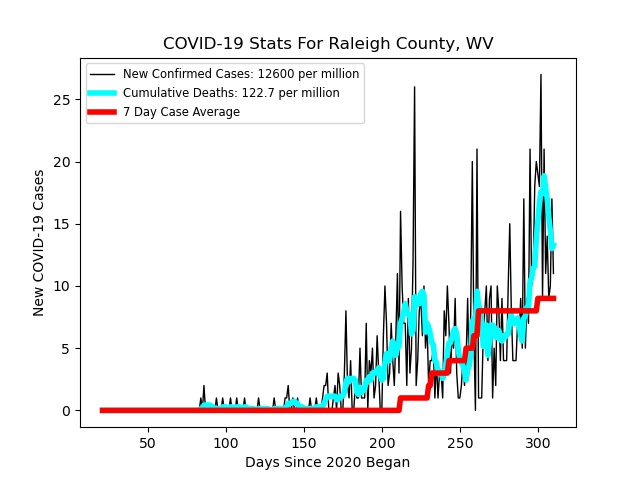 COVID-19 Stats For Raleigh County, WV
New Confirmed Cases: 12600 per million
Cumulative Deaths: 122.7 per million
7 Day Case Average
New COVID-19 Cases
25
20
15
10
5
0
50 100 150 200 250 300
Days Since 2020 Began